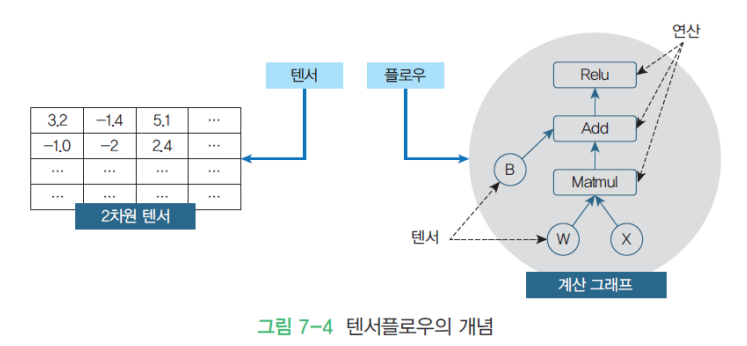 연산
텐서 플로우
Relu
3.2 -1.4 5.1 …
-1.0 -2 2.4 …
… … … …
… … … …
2차원 텐서
Add
B
Matmul
텐서
W X
계산 그래프
그림 7-4 텐서플로우의 개념